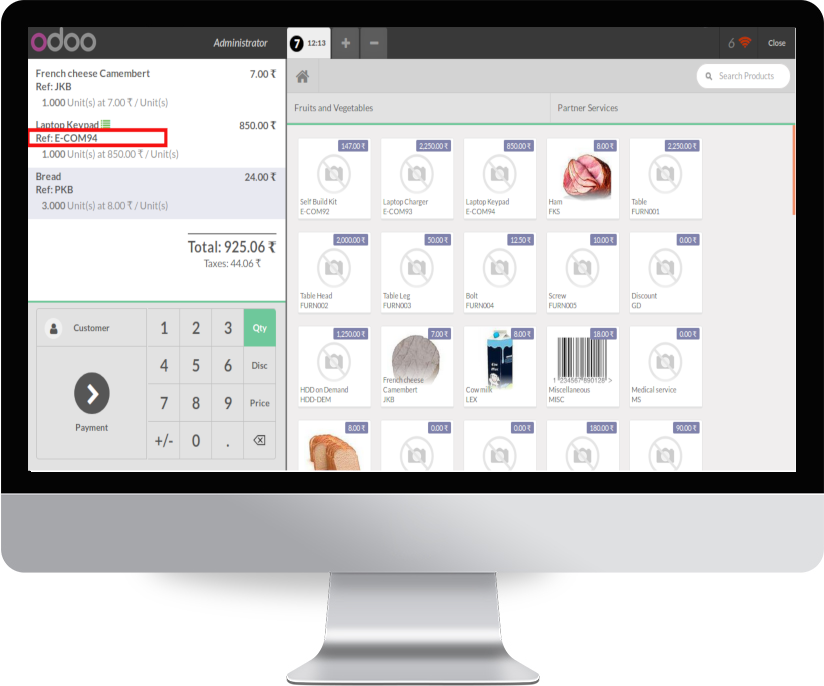 odoo
Administrator
7 12:13
+
−
6
Close
French cheese Camembert 7.00 ₹
Ref: JKB
1.000 Unit(s) at 7.00 ₹ / Unit(s)
Laptop Keypad 850.00 ₹
Ref: E-COM94
1.000 Unit(s) at 850.00 ₹ / Unit(s)
Bread 24.00 ₹
Ref: PKB
3.000 Unit(s) at 8.00 ₹ / Unit(s)
Total: 925.06 ₹
Taxes: 44.06 ₹
Customer
1 2 3 Qty
4 5 6 Disc
7 8 9 Price
+/- 0 .
Payment
Search Products
Fruits and Vegetables
Partner Services
147.00 ₹
Self Build Kit
E-COM92
2,250.00 ₹
Laptop Charger
E-COM93
850.00 ₹
Laptop Keypad
E-COM94
8.00 ₹
Ham
FKS
2,250.00 ₹
Table
FURN001
2,000.00 ₹
Table Head
FURN002
50.00 ₹
Table Leg
FURN003
12.50 ₹
Bolt
FURN004
10.00 ₹
Screw
FURN005
0.00 ₹
Discount
GD
1,250.00 ₹
HDD on Demand
HDD-DEM
7.00 ₹
French cheese
Camembert
JKB
8.00 ₹
Cow milk
LEX
18.00 ₹
1 234567 890128 >
Miscellaneous
MISC
0.00 ₹
Medical service
MS
8.00 ₹
0.00 ₹
0.00 ₹
180.00 ₹
90.00 ₹